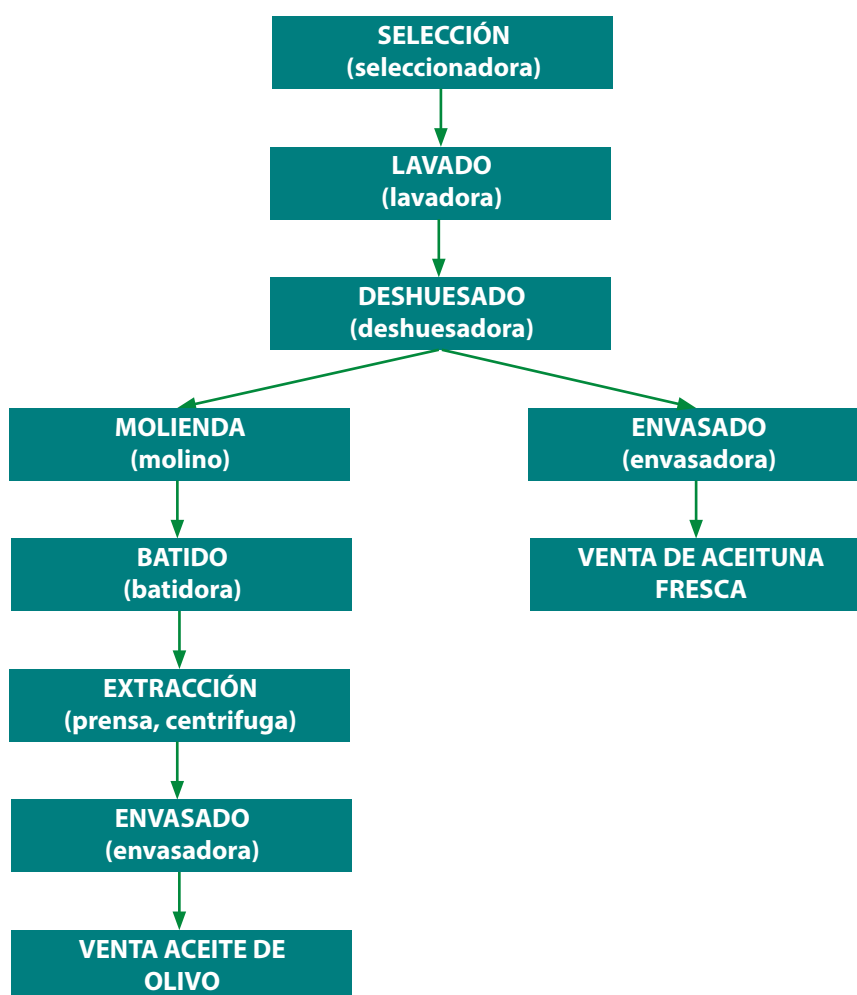 SELECCIÓN
(seleccionadora)
LAVADO
(lavadora)
DESHUESADO
(deshuesadora)
MOLIENDA
(molino)
ENVASADO
(envasadora)
BATIDO
(batidora)
VENTA DE ACEITUNA
FRESCA
EXTRACCIÓN
(prensa, centrifuga)
ENVASADO
(envasadora)
VENTA ACEITE DE
OLIVO